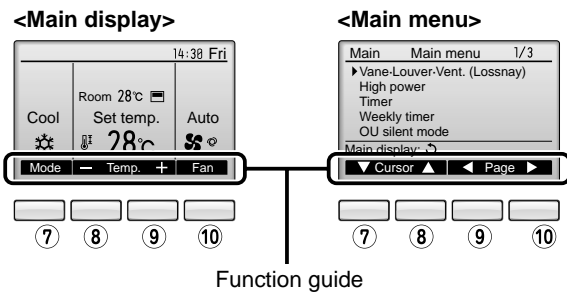 <Main display>
14:30 Fri
Room 28°C
Cool
Set temp.
Auto
28°C
Mode
− Temp. +
Fan
7
8
9
10
<Main menu>
Main
Main menu
1/3
▶Vane·Louver·Vent. (Lossnay)
High power
Timer
Weekly timer
OU silent mode
Main display: ↺
▼ Cursor ▲
◀ Page ▶
7
8
9
10
Function guide